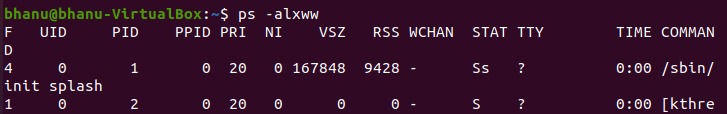 bhanu@bhanu-VirtualBox:~$ ps -alxww
F   UID     PID    PPID PRI  NI    VSZ   RSS WCHAN  STAT TTY        TIME COMMAN
D
4     0       1       0  20   0 167848  9428 -      Ss   ?          0:00 /sbin/
init splash
1     0       2       0  20   0      0     0 -      S    ?          0:00 [kthre